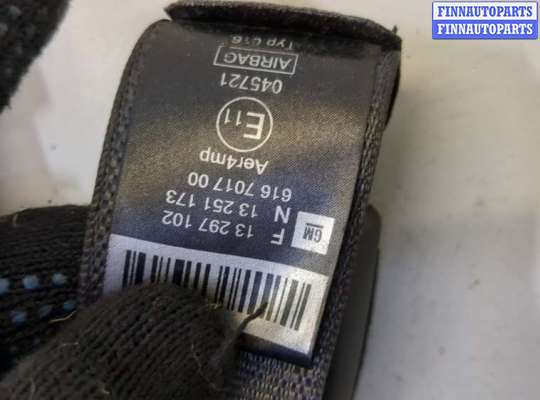 FINNAUTOPARTS
FINNAUTOPARTS
GM
F 13 297 102
N 13 251 173
616 7017 00
Aer4mp
E11
045721
AIRBAG